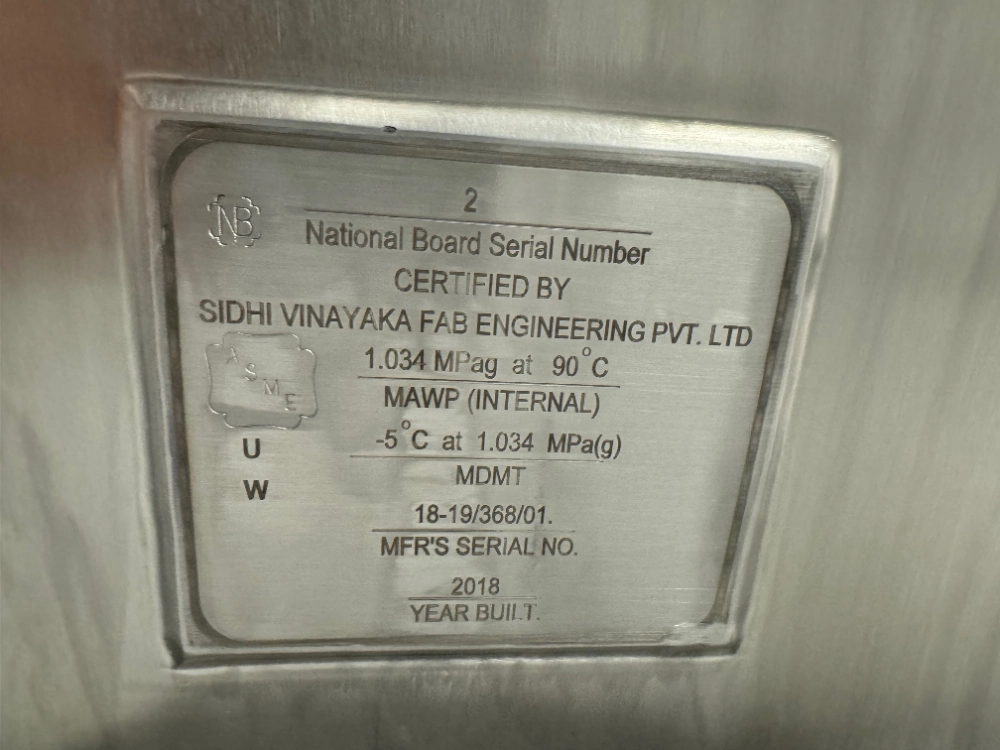 2
NB
National Board Serial Number
CERTIFIED BY
SIDHI VINAYAKA FAB ENGINEERING PVT. LTD
ASME
1.034 MPag at 90°C
MAWP (INTERNAL)
-5°C at 1.034 MPa(g)
U
MDMT
W
18-19/368/01.
MFR'S SERIAL NO.
2018
YEAR BUILT.